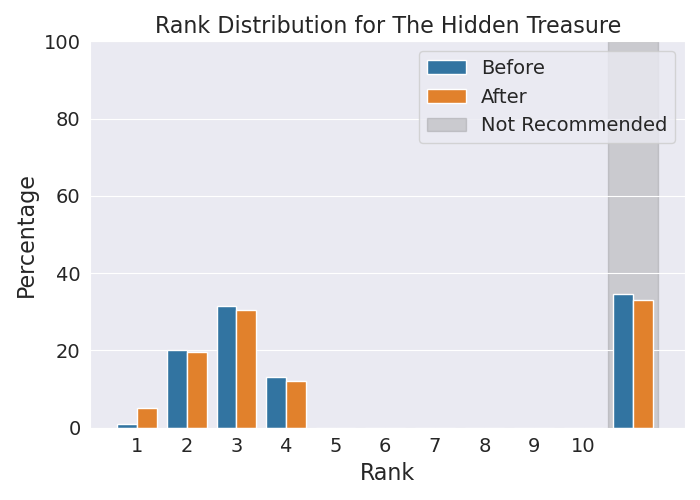 Rank Distribution for The Hidden Treasure
100
80
60
40
20
0
Percentage
Before
After
Not Recommended
1 2 3 4 5 6 7 8 9 10
Rank